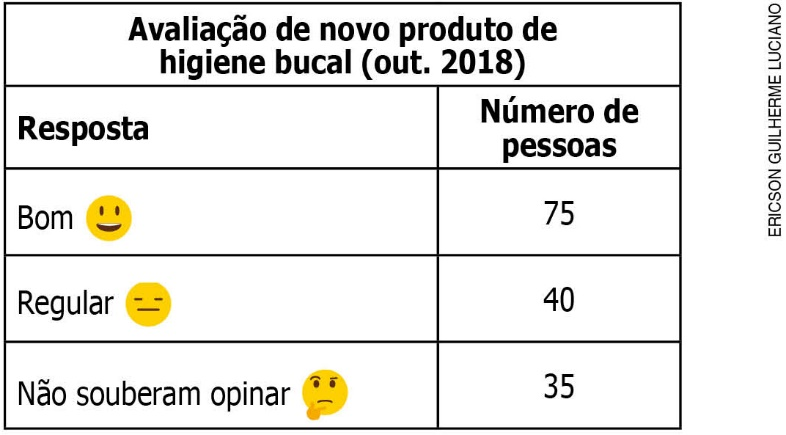 Avaliação de novo produto de
higiene bucal (out. 2018)
Resposta
Número de
pessoas
Bom
75
Regular
40
Não souberam opinar
35
ERICSON GUILHERME LUCIANO